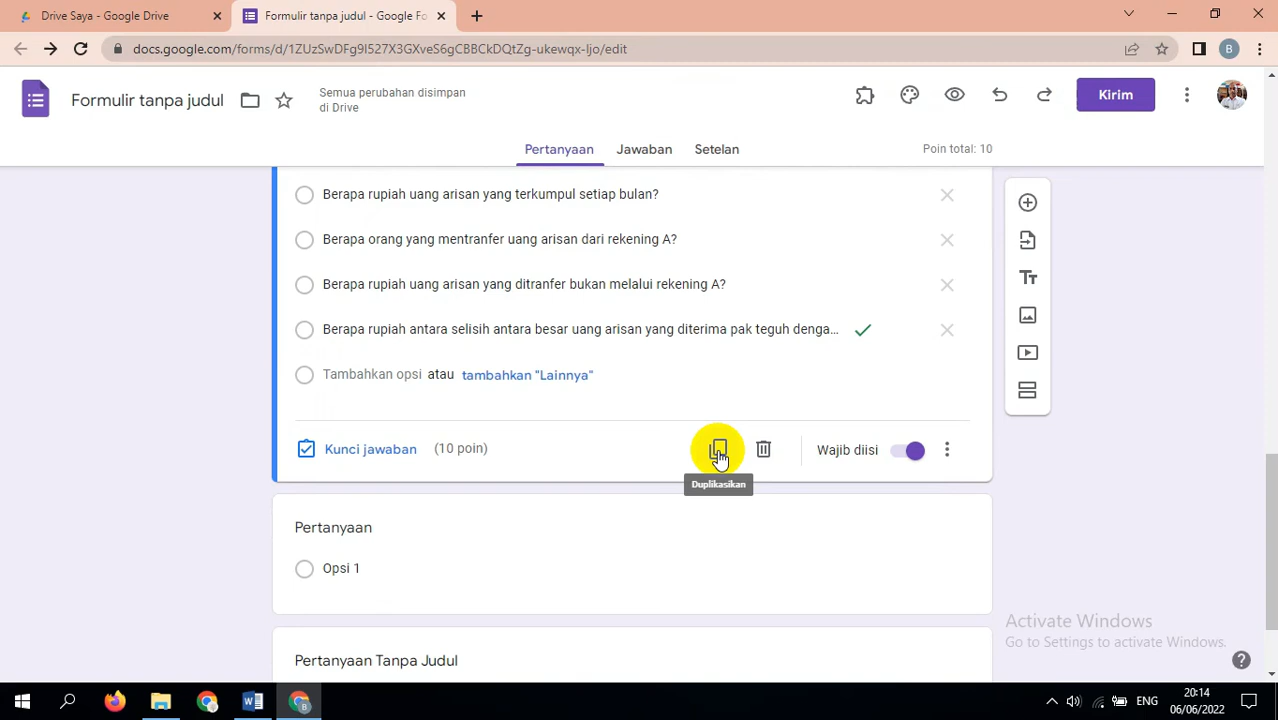 Drive Saya - Google Drive
Formulir tanpa judul - Google Fo
docs.google.com/forms/d/1ZUzSwDFg9I527X3GXveS6gCBBCkDQtZg-ukewqx-ljo/edit
B
Formulir tanpa judul
Semua perubahan disimpan
di Drive
Kirim
Pertanyaan
Jawaban
Setelan
Poin total: 10
Berapa rupiah uang arisan yang terkumpul setiap bulan?
Berapa orang yang mentranfer uang arisan dari rekening A?
Berapa rupiah uang arisan yang ditranfer bukan melalui rekening A?
Berapa rupiah antara selisih antara besar uang arisan yang diterima pak teguh denga...
Tambahkan opsi atau tambahkan "Lainnya"
Kunci jawaban
(10 poin)
Wajib diisi
Duplikasikan
Pertanyaan
Opsi 1
Activate Windows
Go to Settings to activate Windows.
Pertanyaan Tanpa Judul
ENG
20:14
06/06/2022